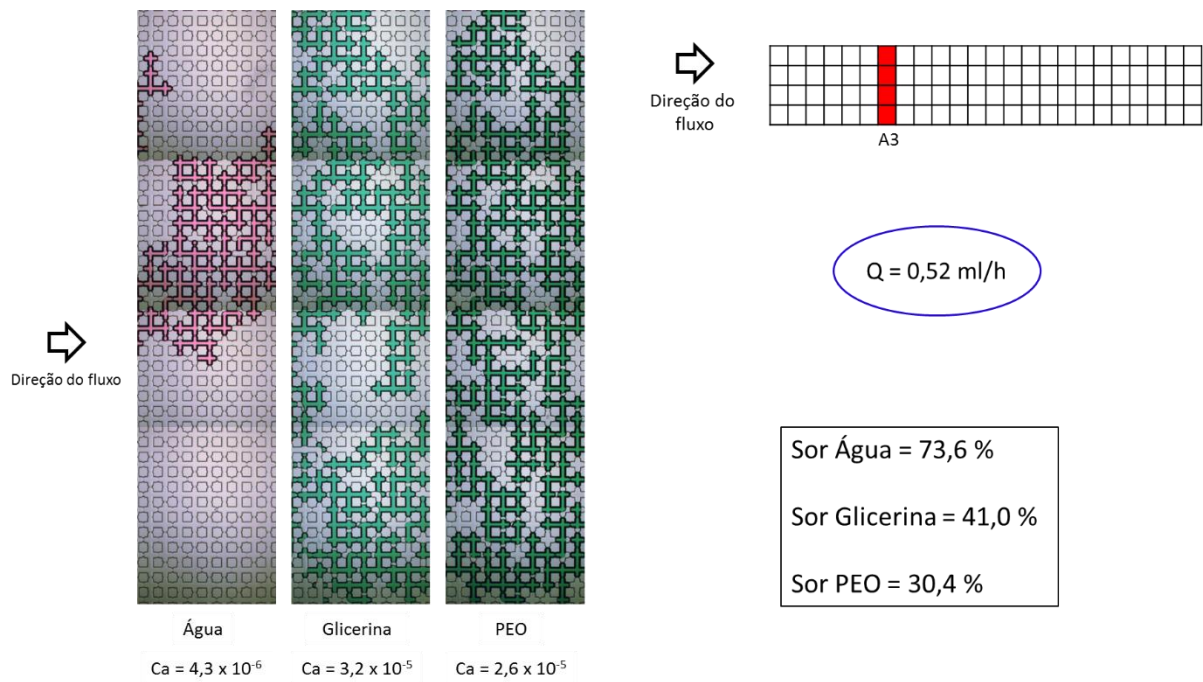 Direção do fluxo
Água
Ca = 4,3 x 10⁻⁶
Glicerina
Ca = 3,2 x 10⁻⁵
PEO
Ca = 2,6 x 10⁻⁵
Direção do
fluxo
A3
Q = 0,52 ml/h
Sor Água = 73,6 %
Sor Glicerina = 41,0 %
Sor PEO = 30,4 %